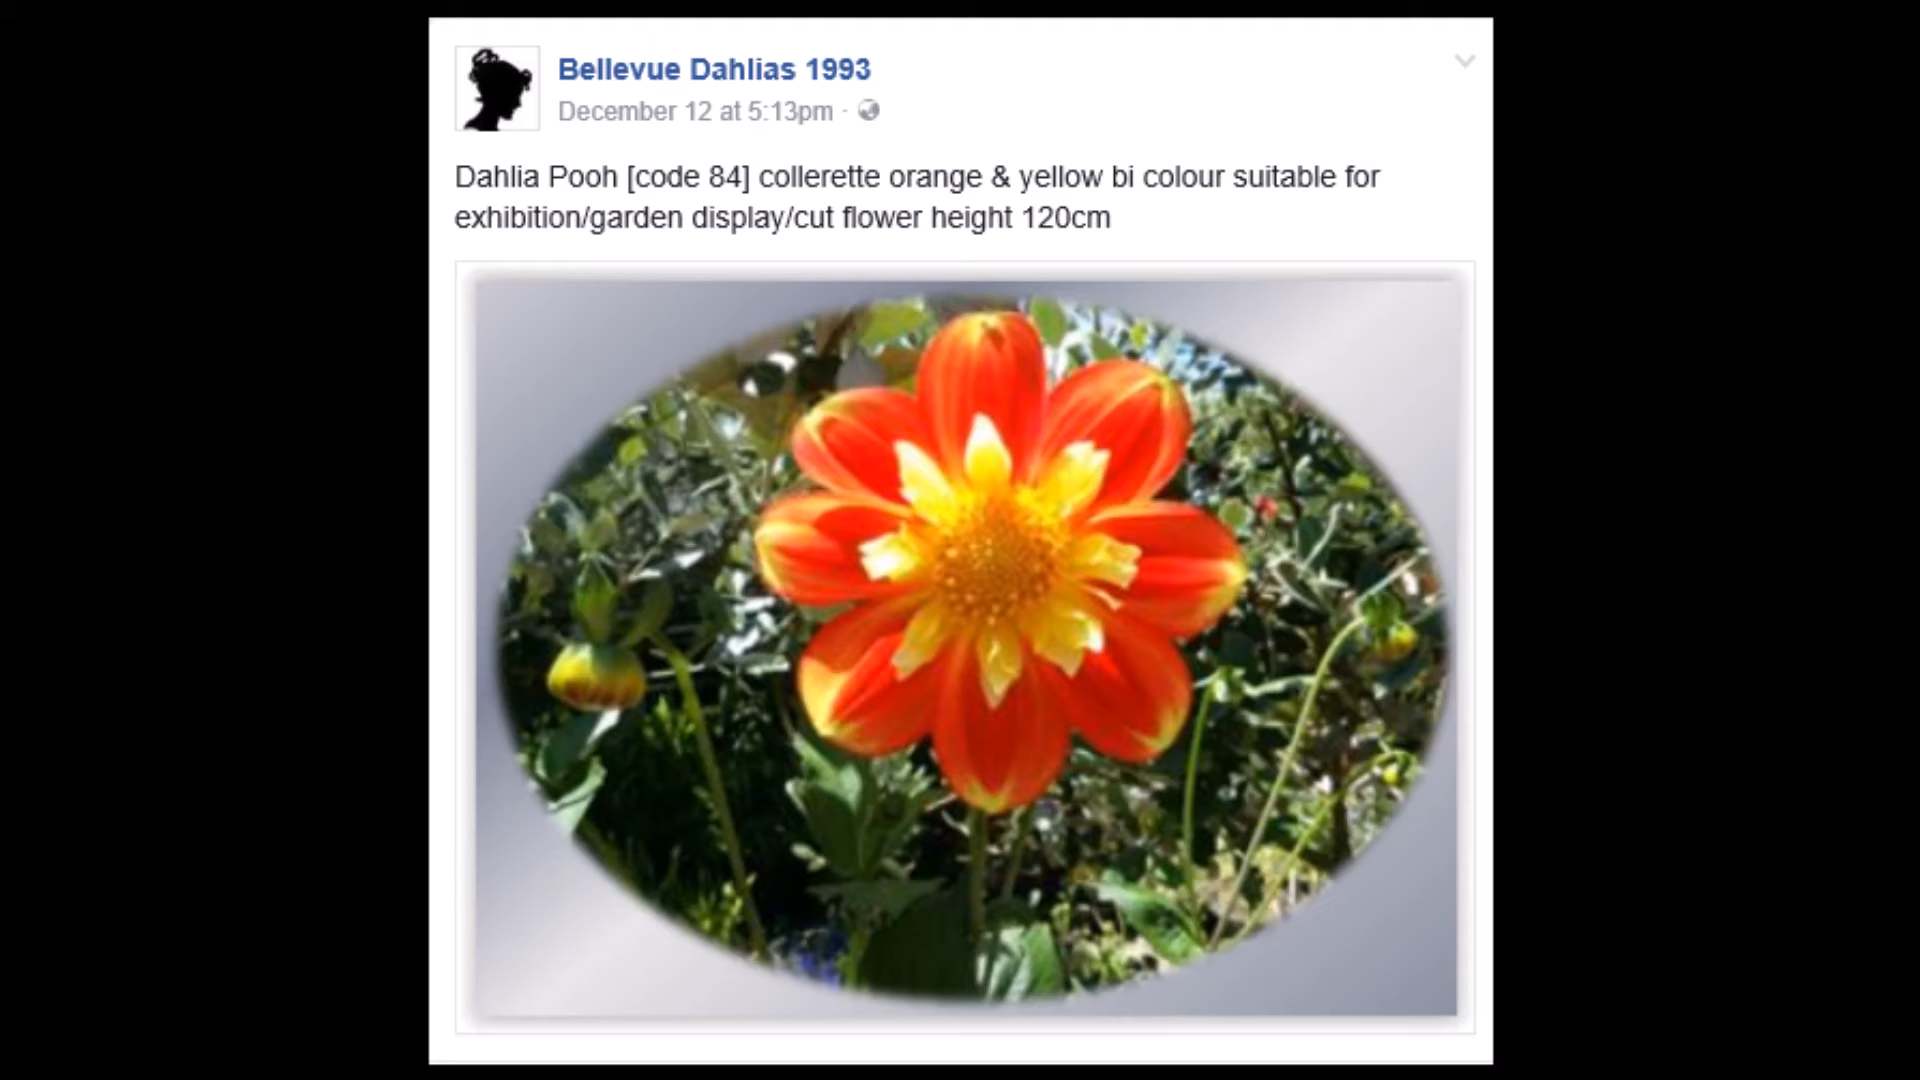 Bellevue Dahlias 1993
December 12 at 5:13pm ·
Dahlia Pooh [code 84] collerette orange & yellow bi colour suitable for
exhibition/garden display/cut flower height 120cm